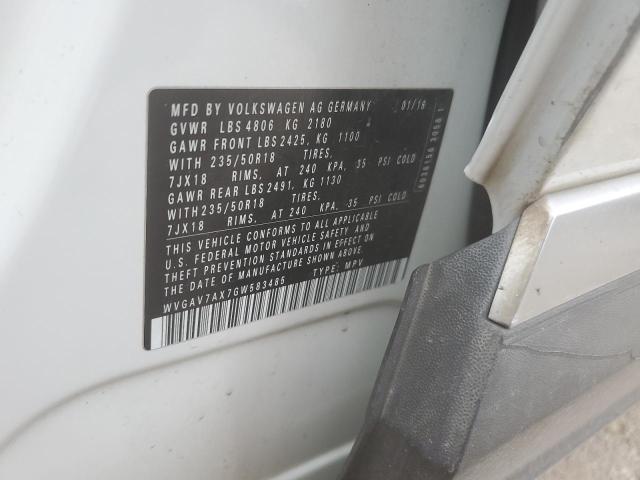 MFD BY VOLKSWAGEN AG GERMANY 01/16
GVWR LBS 4806 KG 2180
GAWR FRONT LBS 2425, KG 1100
WITH 235/50R18 TIRES,
7JX18 RIMS, AT 240 KPA, 35 PSI COLD
GAWR REAR LBS 2491, KG 1130
WITH 235/50R18 TIRES,
7JX18 RIMS, AT 240 KPA, 35 PSI COLD
THIS VEHICLE CONFORMS TO ALL APPLICABLE
U.S. FEDERAL MOTOR VEHICLE SAFETY AND
THEFT PREVENTION STANDARDS IN EFFECT ON
THE DATE OF MANUFACTURE SHOWN ABOVE
WVGAV7AX7GW583485 TYPE: MPV